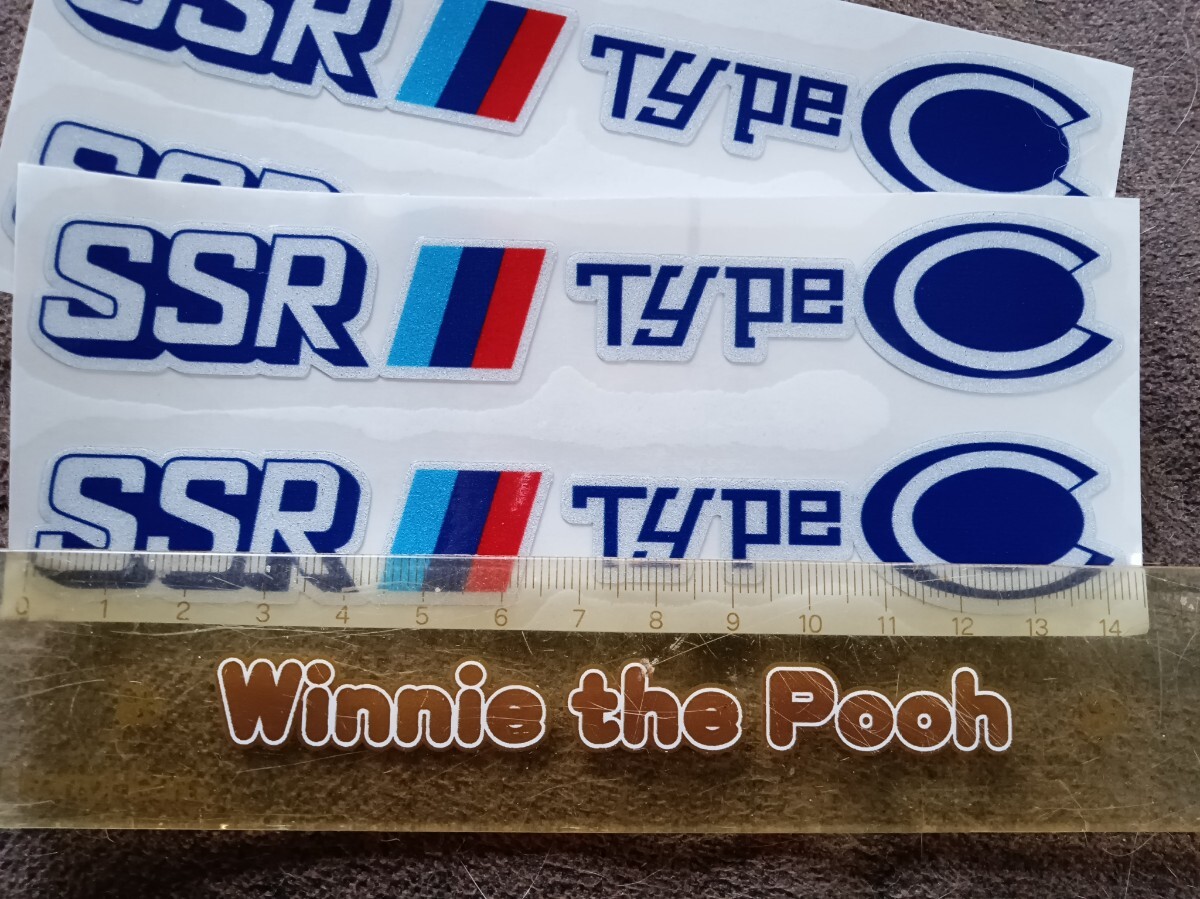 SSR Type C
SSR
SSR Type C
SSR Type C
0 1 2 3 4 5 6 7 8 9 10 11 12 13 14
Winnie the Pooh